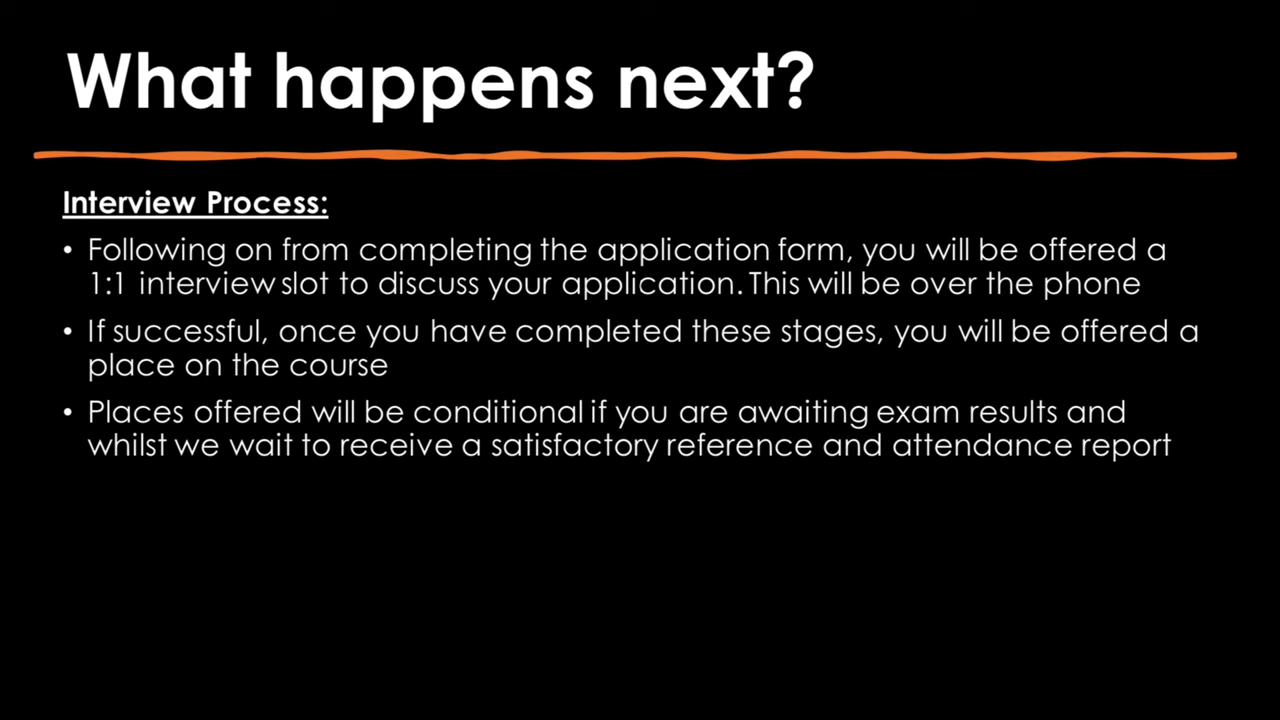 What happens next?
Interview Process:
• Following on from completing the application form, you will be offered a
1:1 interview slot to discuss your application. This will be over the phone
• If successful, once you have completed these stages, you will be offered a
place on the course
• Places offered will be conditional if you are awaiting exam results and
whilst we wait to receive a satisfactory reference and attendance report